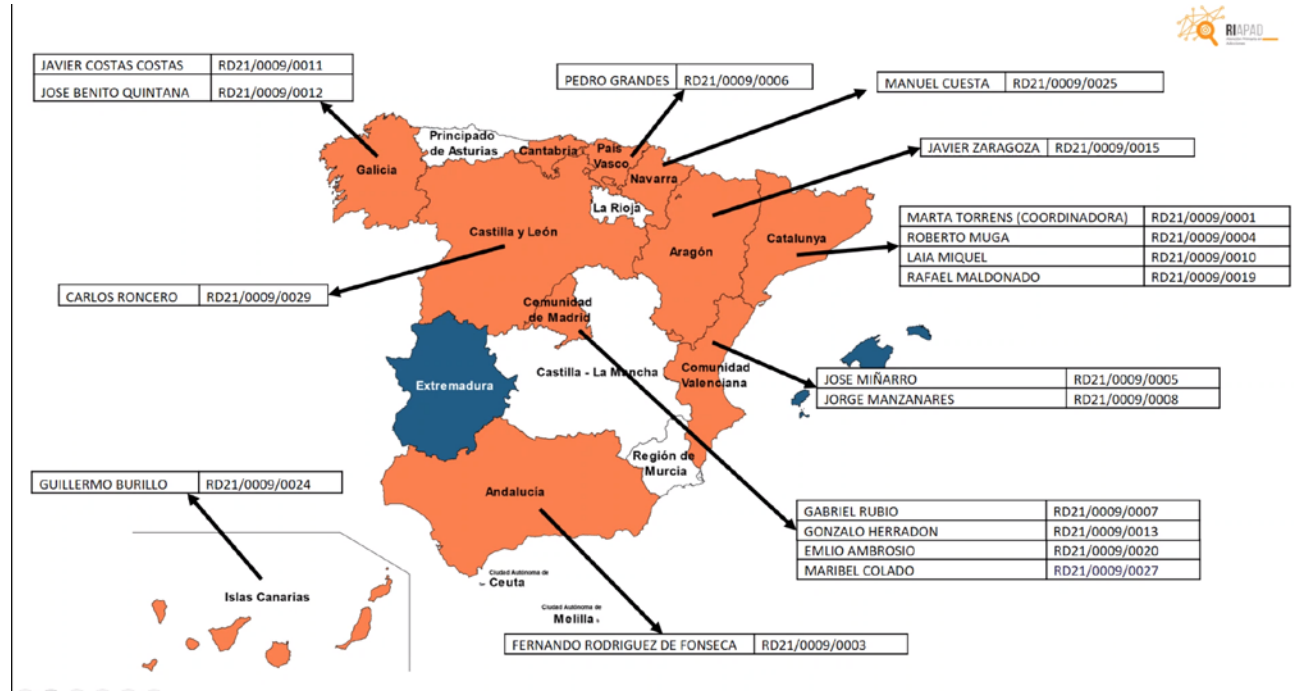 RIAPAD
JAVIER COSTAS COSTAS RD21/0009/0011
JOSE BENITO QUINTANA RD21/0009/0012
PEDRO GRANDES RD21/0009/0006
MANUEL CUESTA RD21/0009/0025
JAVIER ZARAGOZA RD21/0009/0015
MARTA TORRENS (COORDINADORA) RD21/0009/0001
ROBERTO MUGA RD21/0009/0004
LAIA MIQUEL RD21/0009/0010
RAFAEL MALDONADO RD21/0009/0019
CARLOS RONCERO RD21/0009/0029
JOSE MIÑARRO RD21/0009/0005
JORGE MANZANARES RD21/0009/0008
GUILLERMO BURILLO RD21/0009/0024
GABRIEL RUBIO RD21/0009/0007
GONZALO HERRADON RD21/0009/0013
EMLIO AMBROSIO RD21/0009/0020
MARIBEL COLADO RD21/0009/0027
FERNANDO RODRIGUEZ DE FONSECA RD21/0009/0003
Galicia
Principado
de Asturias
Cantabria
País
Vasco
Navarra
La Rioja
Castilla y León
Aragón
Catalunya
Comunidad
de Madrid
Extremadura
Castilla - La Mancha
Comunidad
Valenciana
Región de
Murcia
Andalucía
Islas Canarias
Ciudad Autónoma de
Ceuta
Ciudad Autónoma de
Melilla